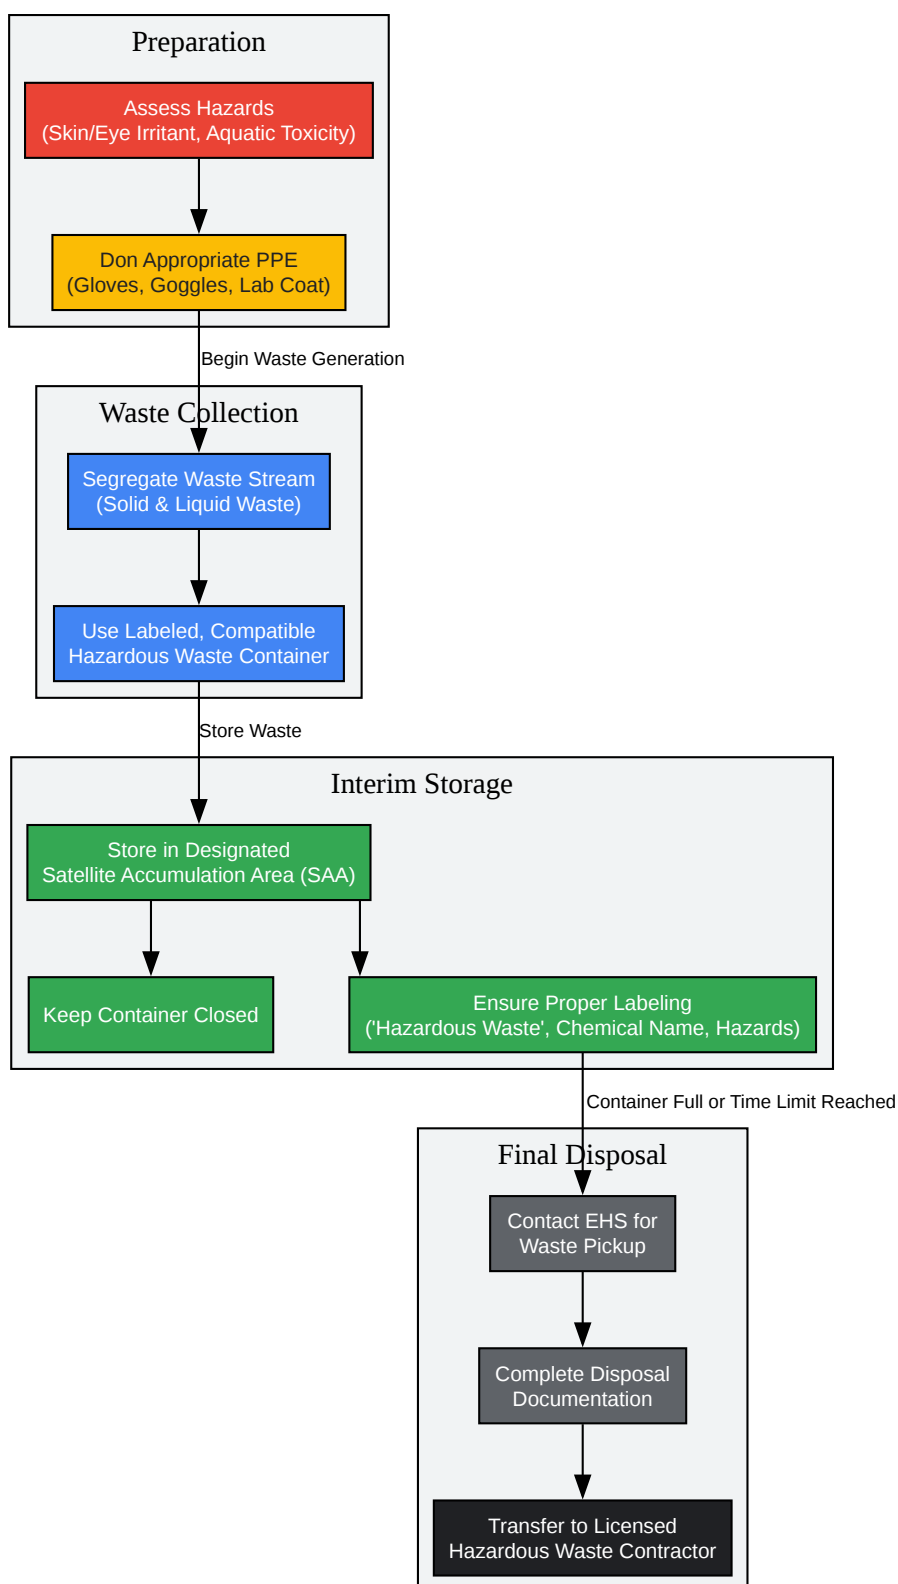 Preparation
Assess Hazards
(Skin/Eye Irritant, Aquatic Toxicity)
Don Appropriate PPE
(Gloves, Goggles, Lab Coat)
Begin Waste Generation
Waste Collection
Segregate Waste Stream
(Solid & Liquid Waste)
Use Labeled, Compatible
Hazardous Waste Container
Store Waste
Interim Storage
Store in Designated
Satellite Accumulation Area (SAA)
Keep Container Closed
Ensure Proper Labeling
('Hazardous Waste', Chemical Name, Hazards)
Container Full or Time Limit Reached
Final Disposal
Contact EHS for
Waste Pickup
Complete Disposal
Documentation
Transfer to Licensed
Hazardous Waste Contractor